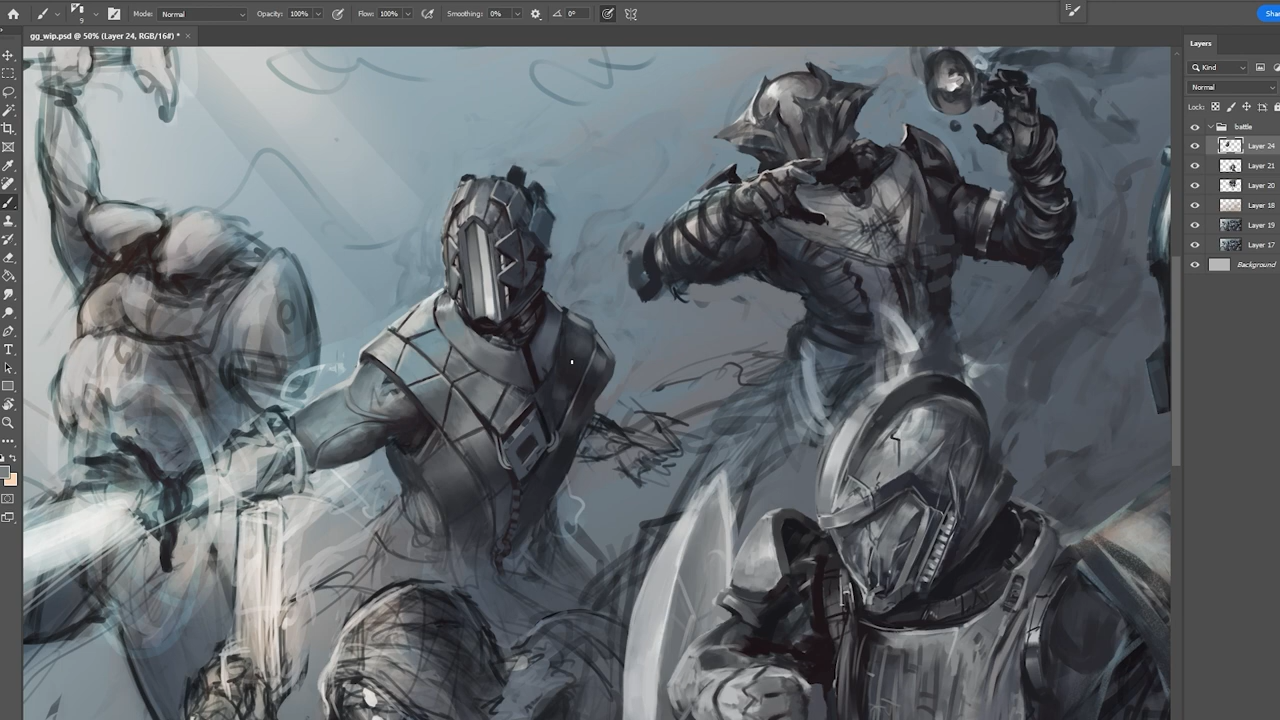 Mode: Normal Opacity: 100% Flow: 100% Smoothing: 0% 0°
9
gg_wip.psd @ 50% (Layer 24, RGB/16#) * ×
Layers
Kind
Normal
Lock:
battle
Layer 24
Layer 21
Layer 20
Layer 18
Layer 19
Layer 17
Background